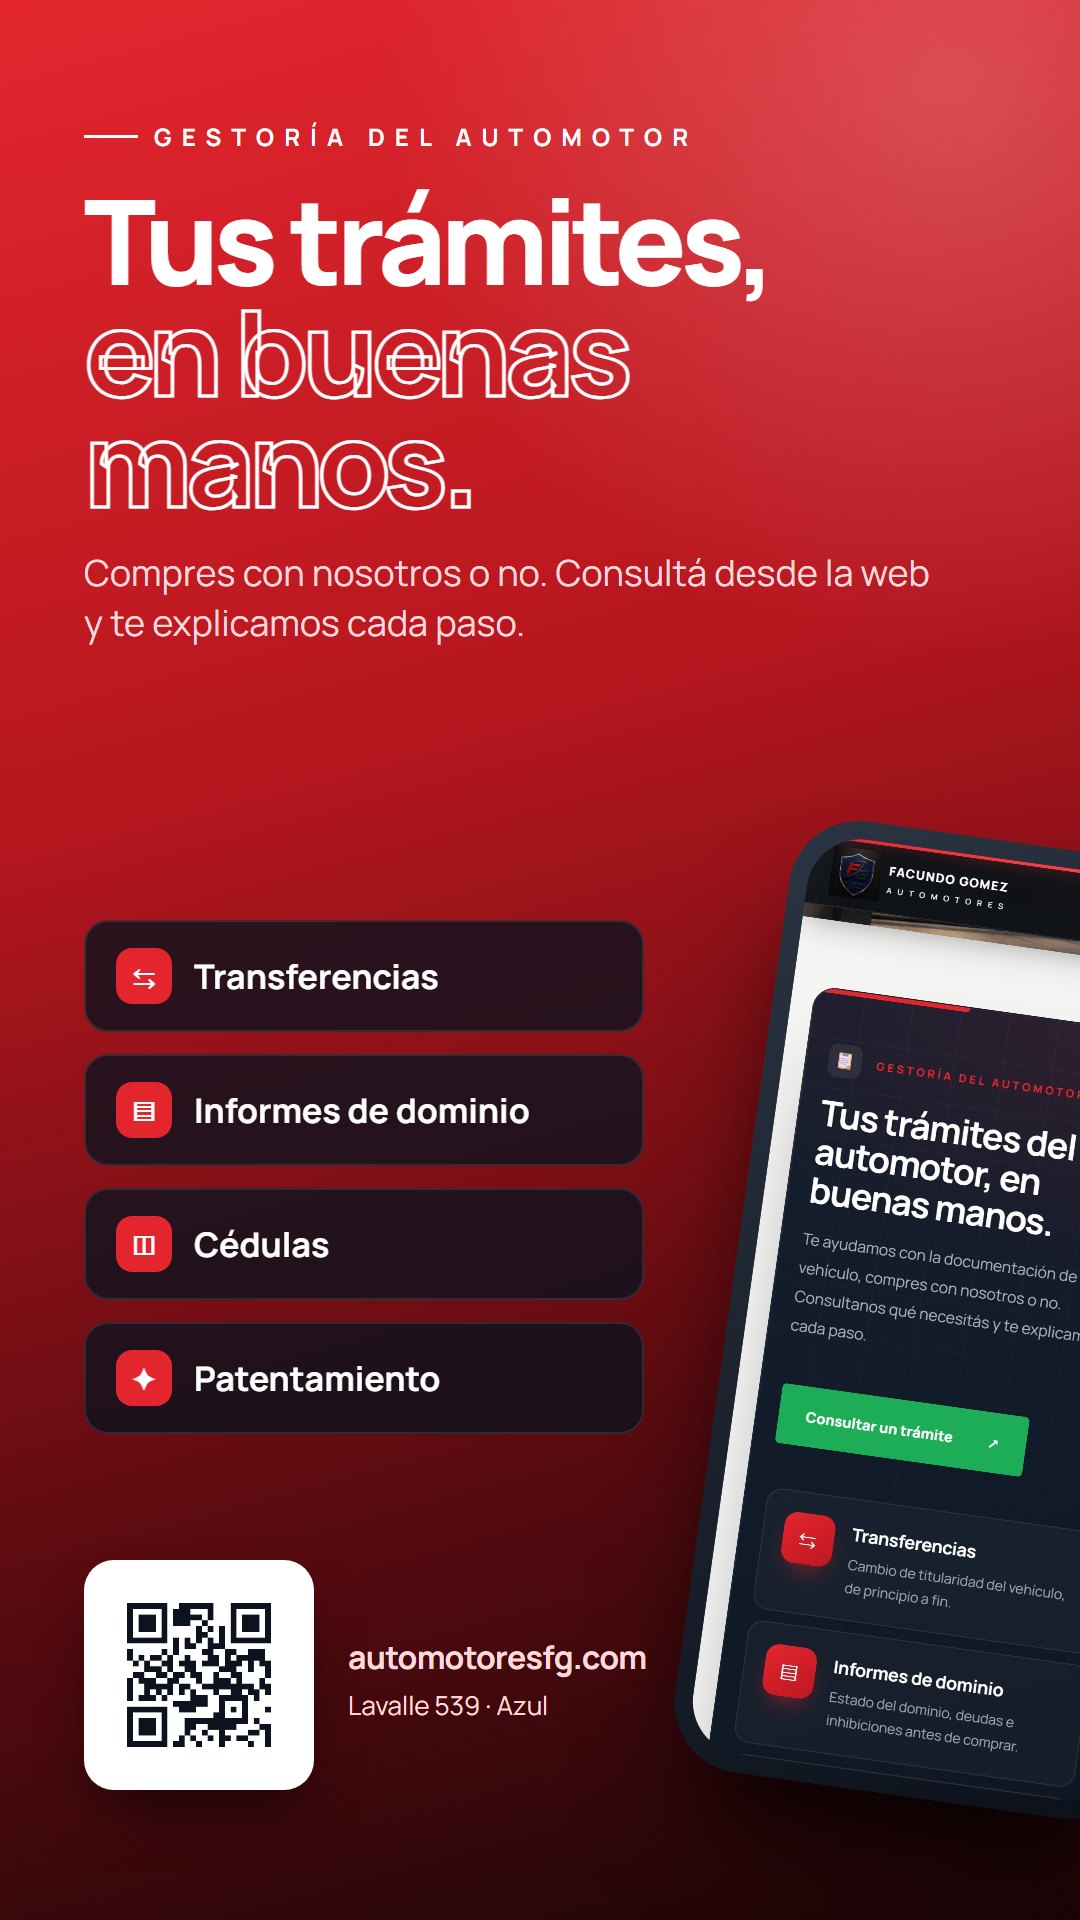 GESTORÍA DEL AUTOMOTOR
Tus trámites,
en buenas
manos.
Compres con nosotros o no. Consultá desde la web
y te explicamos cada paso.
Transferencias
Informes de dominio
Cédulas
Patentamiento
automotoresfg.com
Lavalle 539 · Azul
FACUNDO GOMEZ
AUTOMOTORES
GESTORÍA DEL AUTOMOTOR
Tus trámites del
automotor, en
buenas manos.
Te ayudamos con la documentación de
vehículo, compres con nosotros o no.
Consultanos qué necesitás y te explicam
cada paso.
Consultar un trámite
Transferencias
Cambio de titularidad del vehículo,
de principio a fin.
Informes de dominio
Estado del dominio, deudas e
inhibiciones antes de comprar.